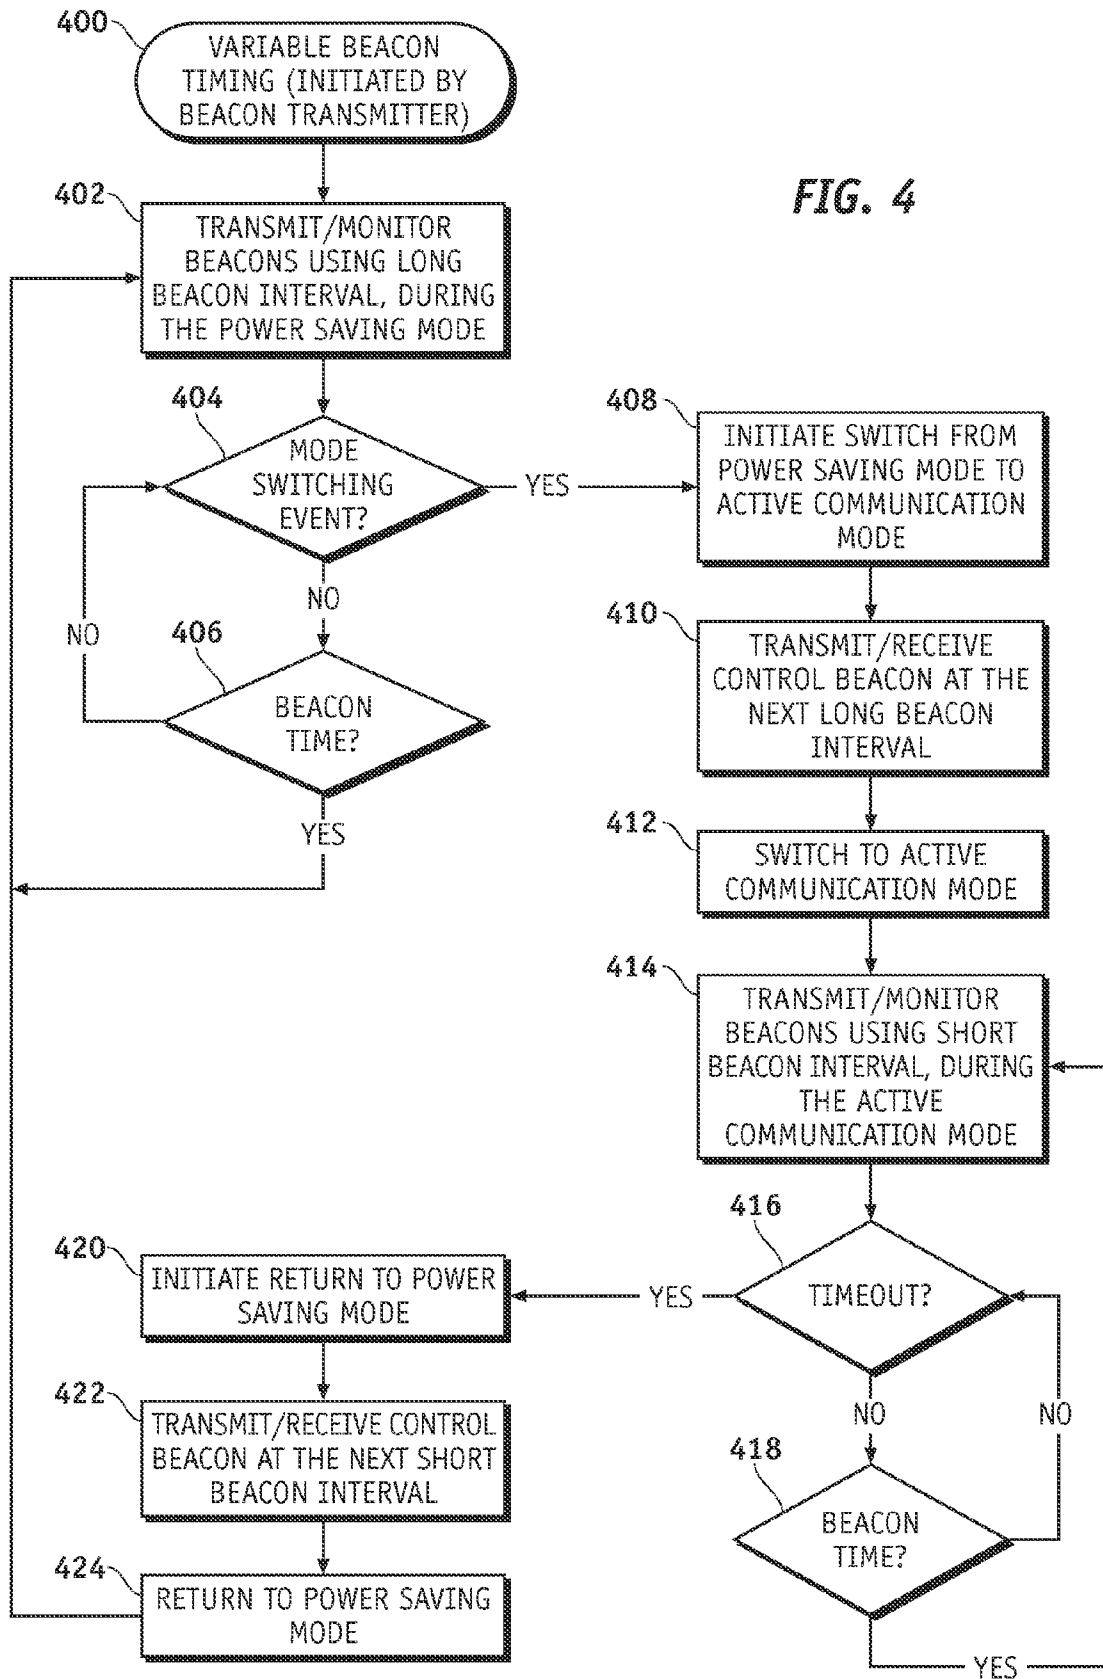 400
VARIABLE BEACON
TIMING (INITIATED BY
BEACON TRANSMITTER)
FIG. 4
402
TRANSMIT/MONITOR
BEACONS USING LONG
BEACON INTERVAL, DURING
THE POWER SAVING MODE
404
MODE
SWITCHING
EVENT?
YES
NO
406
BEACON
TIME?
NO
YES
408
INITIATE SWITCH FROM
POWER SAVING MODE TO
ACTIVE COMMUNICATION
MODE
410
TRANSMIT/RECEIVE
CONTROL BEACON AT THE
NEXT LONG BEACON
INTERVAL
412
SWITCH TO ACTIVE
COMMUNICATION MODE
414
TRANSMIT/MONITOR
BEACONS USING SHORT
BEACON INTERVAL, DURING
THE ACTIVE
COMMUNICATION MODE
416
TIMEOUT?
YES
NO
418
BEACON
TIME?
NO
YES
420
INITIATE RETURN TO POWER
SAVING MODE
422
TRANSMIT/RECEIVE CONTROL
BEACON AT THE NEXT SHORT
BEACON INTERVAL
424
RETURN TO POWER SAVING
MODE